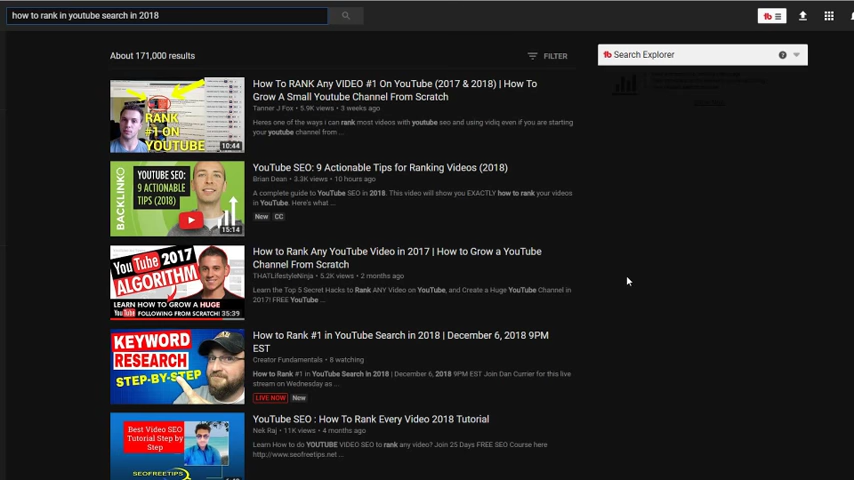 how to rank in youtube search in 2018
tb
About 171,000 results
FILTER
tb Search Explorer
?
How To RANK Any VIDEO #1 On YouTube (2017 & 2018) | How To
Grow A Small Youtube Channel From Scratch
Tanner J Fox • 5.9K views • 3 weeks ago
Heres one of the ways i can rank most videos with youtube seo and using vidiq even if you are starting
your youtube channel from ...
RANK
#1 ON
YOUTUBE
10:44
YouTube SEO: 9 Actionable Tips for Ranking Videos (2018)
Brian Dean • 3.3K views • 10 hours ago
A complete guide to YouTube SEO in 2018. This video will show you EXACTLY how to rank your videos
in YouTube. Here's what ...
New CC
BACKLINKO
YOUTUBE SEO:
9 ACTIONABLE
TIPS (2018)
15:14
How to Rank Any YouTube Video in 2017 | How to Grow a YouTube
Channel From Scratch
THATLifestyleNinja • 5.2K views • 2 months ago
Learn the Top 5 Secret Hacks to Rank ANY Video on YouTube, and Create a Huge YouTube Channel in
2017! FREE YouTube ...
You Tube 2017
ALGORITHM
LEARN HOW TO GROW A HUGE
You Tube FOLLOWING FROM SCRATCH!
35:39
How to Rank #1 in YouTube Search in 2018 | December 6, 2018 9PM
EST
Creator Fundamentals • 8 watching
How to Rank #1 in YouTube Search in 2018 | December 6, 2018 9PM EST Join Dan Currier for this live
stream on Wednesday as ...
LIVE NOW New
KEYWORD
RESEARCH
STEP-BY-STEP
YouTube SEO : How To Rank Every Video 2018 Tutorial
Nek Raj • 11K views • 4 months ago
Learn How to do YOUTUBE VIDEO SEO to rank any video? Join 25 Days FREE SEO Course here
http://www.seofreetips.net ...
Best Video SEO
Tutorial Step by
Step
SEOFREETIPS